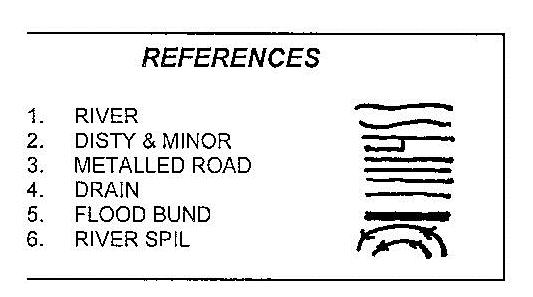 REFERENCES
1. RIVER
2. DISTY & MINOR
3. METALLED ROAD
4. DRAIN
5. FLOOD BUND
6. RIVER SPIL